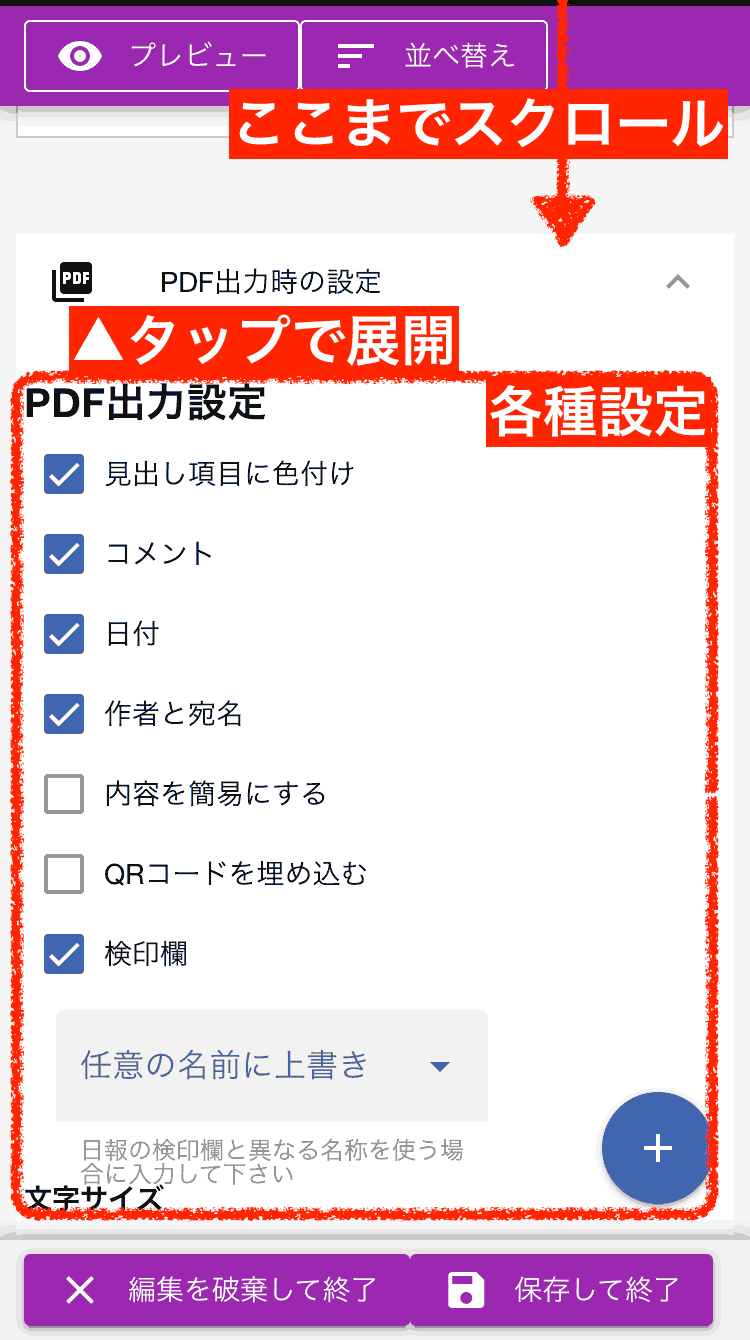 プレビュー
並べ替え
ここまでスクロール
PDF
PDF出力時の設定
▲タップで展開
各種設定
PDF出力設定
見出し項目に色付け
コメント
日付
作者と宛名
内容を簡易にする
QRコードを埋め込む
検印欄
任意の名前に上書き
日報の検印欄と異なる名称を使う場
合に入力して下さい
文字サイズ
編集を破棄して終了
保存して終了